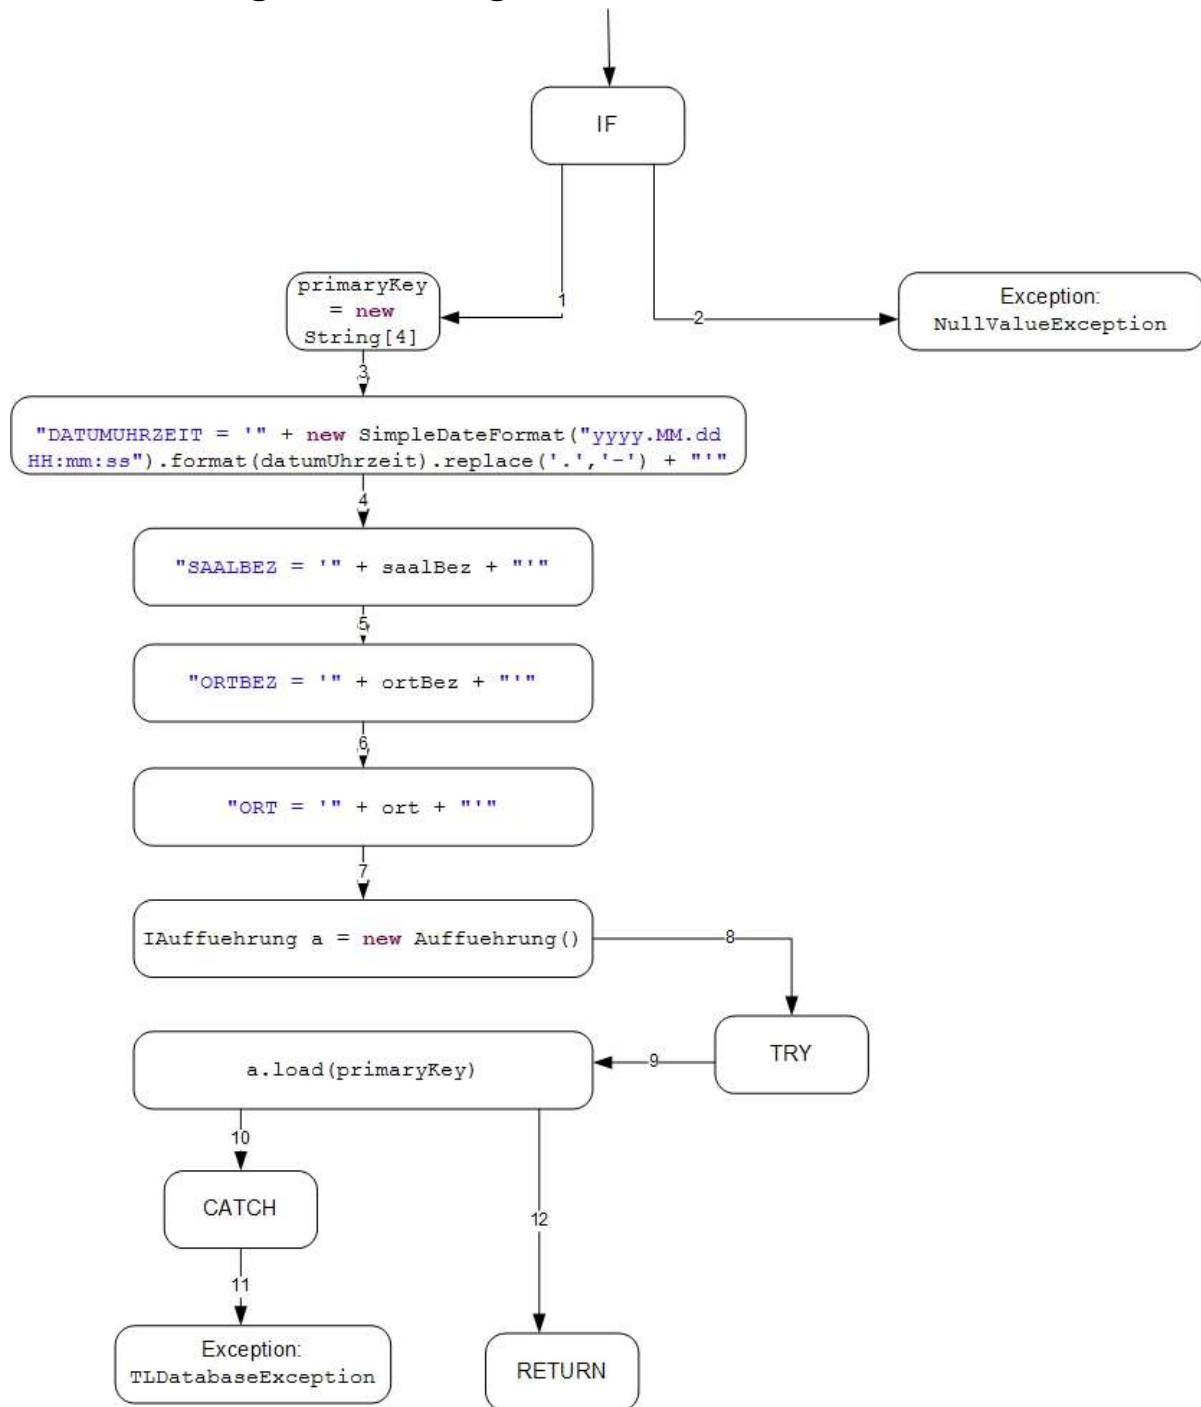 IF
primaryKey
= new
String[4]
1
2
Exception:
NullValueException
3
"DATUMUHRZEIT = '" + new SimpleDateFormat("yyyy.MM.dd
HH:mm:ss").format(datumUhrzeit).replace('.','-') + "'"
4
"SAALBEZ = '" + saalBez + "'"
5
"ORTBEZ = '" + ortBez + "'"
6
"ORT = '" + ort + "'"
7
IAuffuehrung a = new Auffuehrung()
8
TRY
9
a.load(primaryKey)
10
CATCH
12
11
Exception:
TLDatabaseException
RETURN